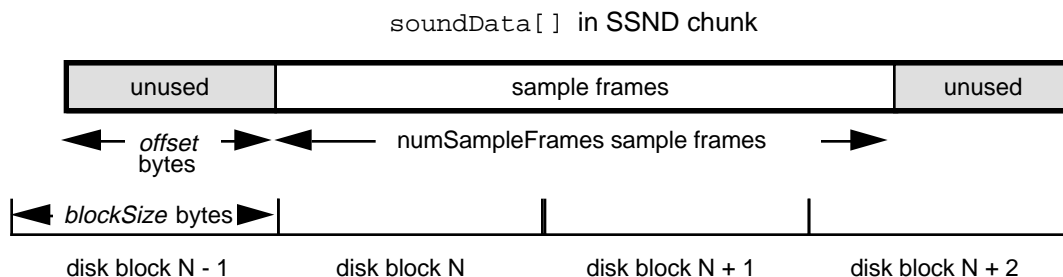 soundData[] in SSND chunk
unused sample frames unused
offset numSampleFrames sample frames
bytes
blockSize bytes
disk block N - 1 disk block N disk block N + 1 disk block N + 2